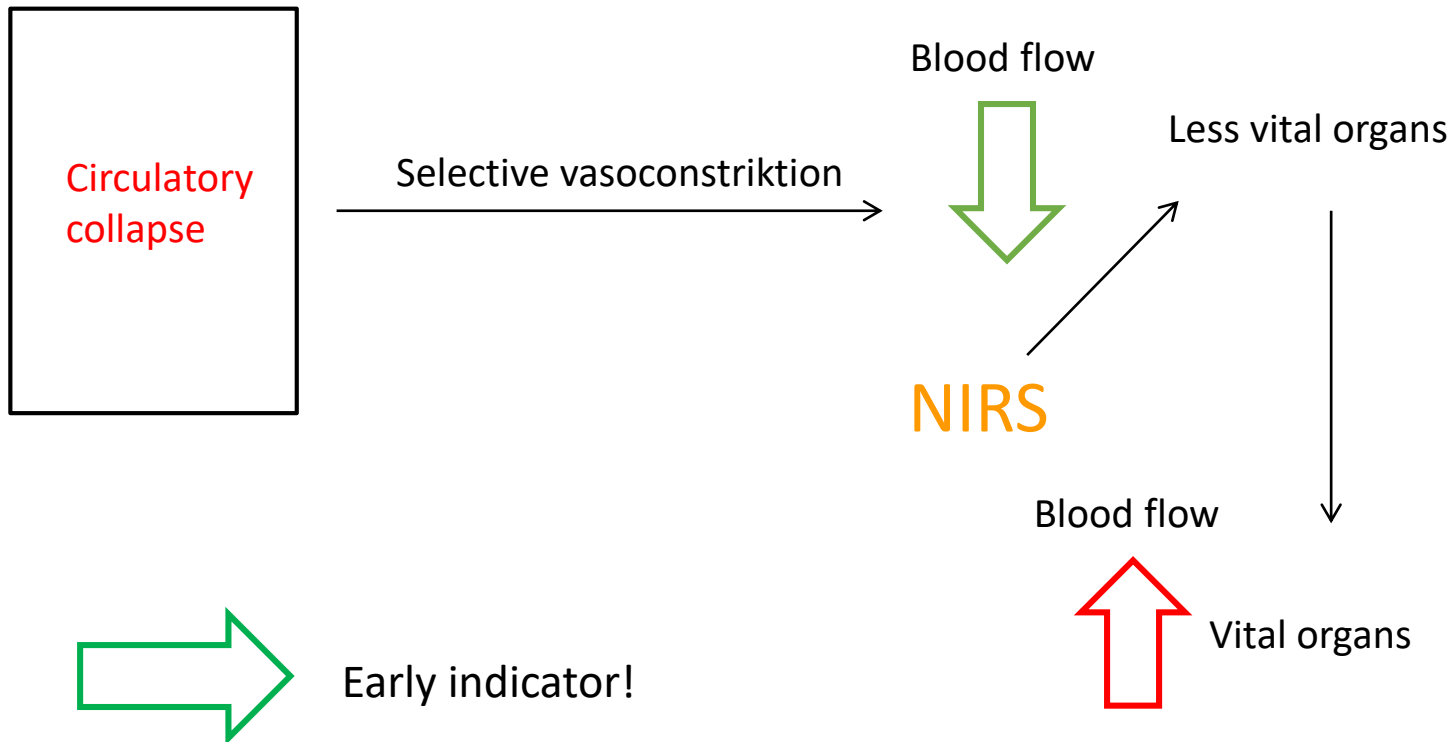 Circulatory
collapse
Selective vasoconstriktion
Blood flow
Less vital organs
NIRS
Blood flow
Vital organs
Early indicator!